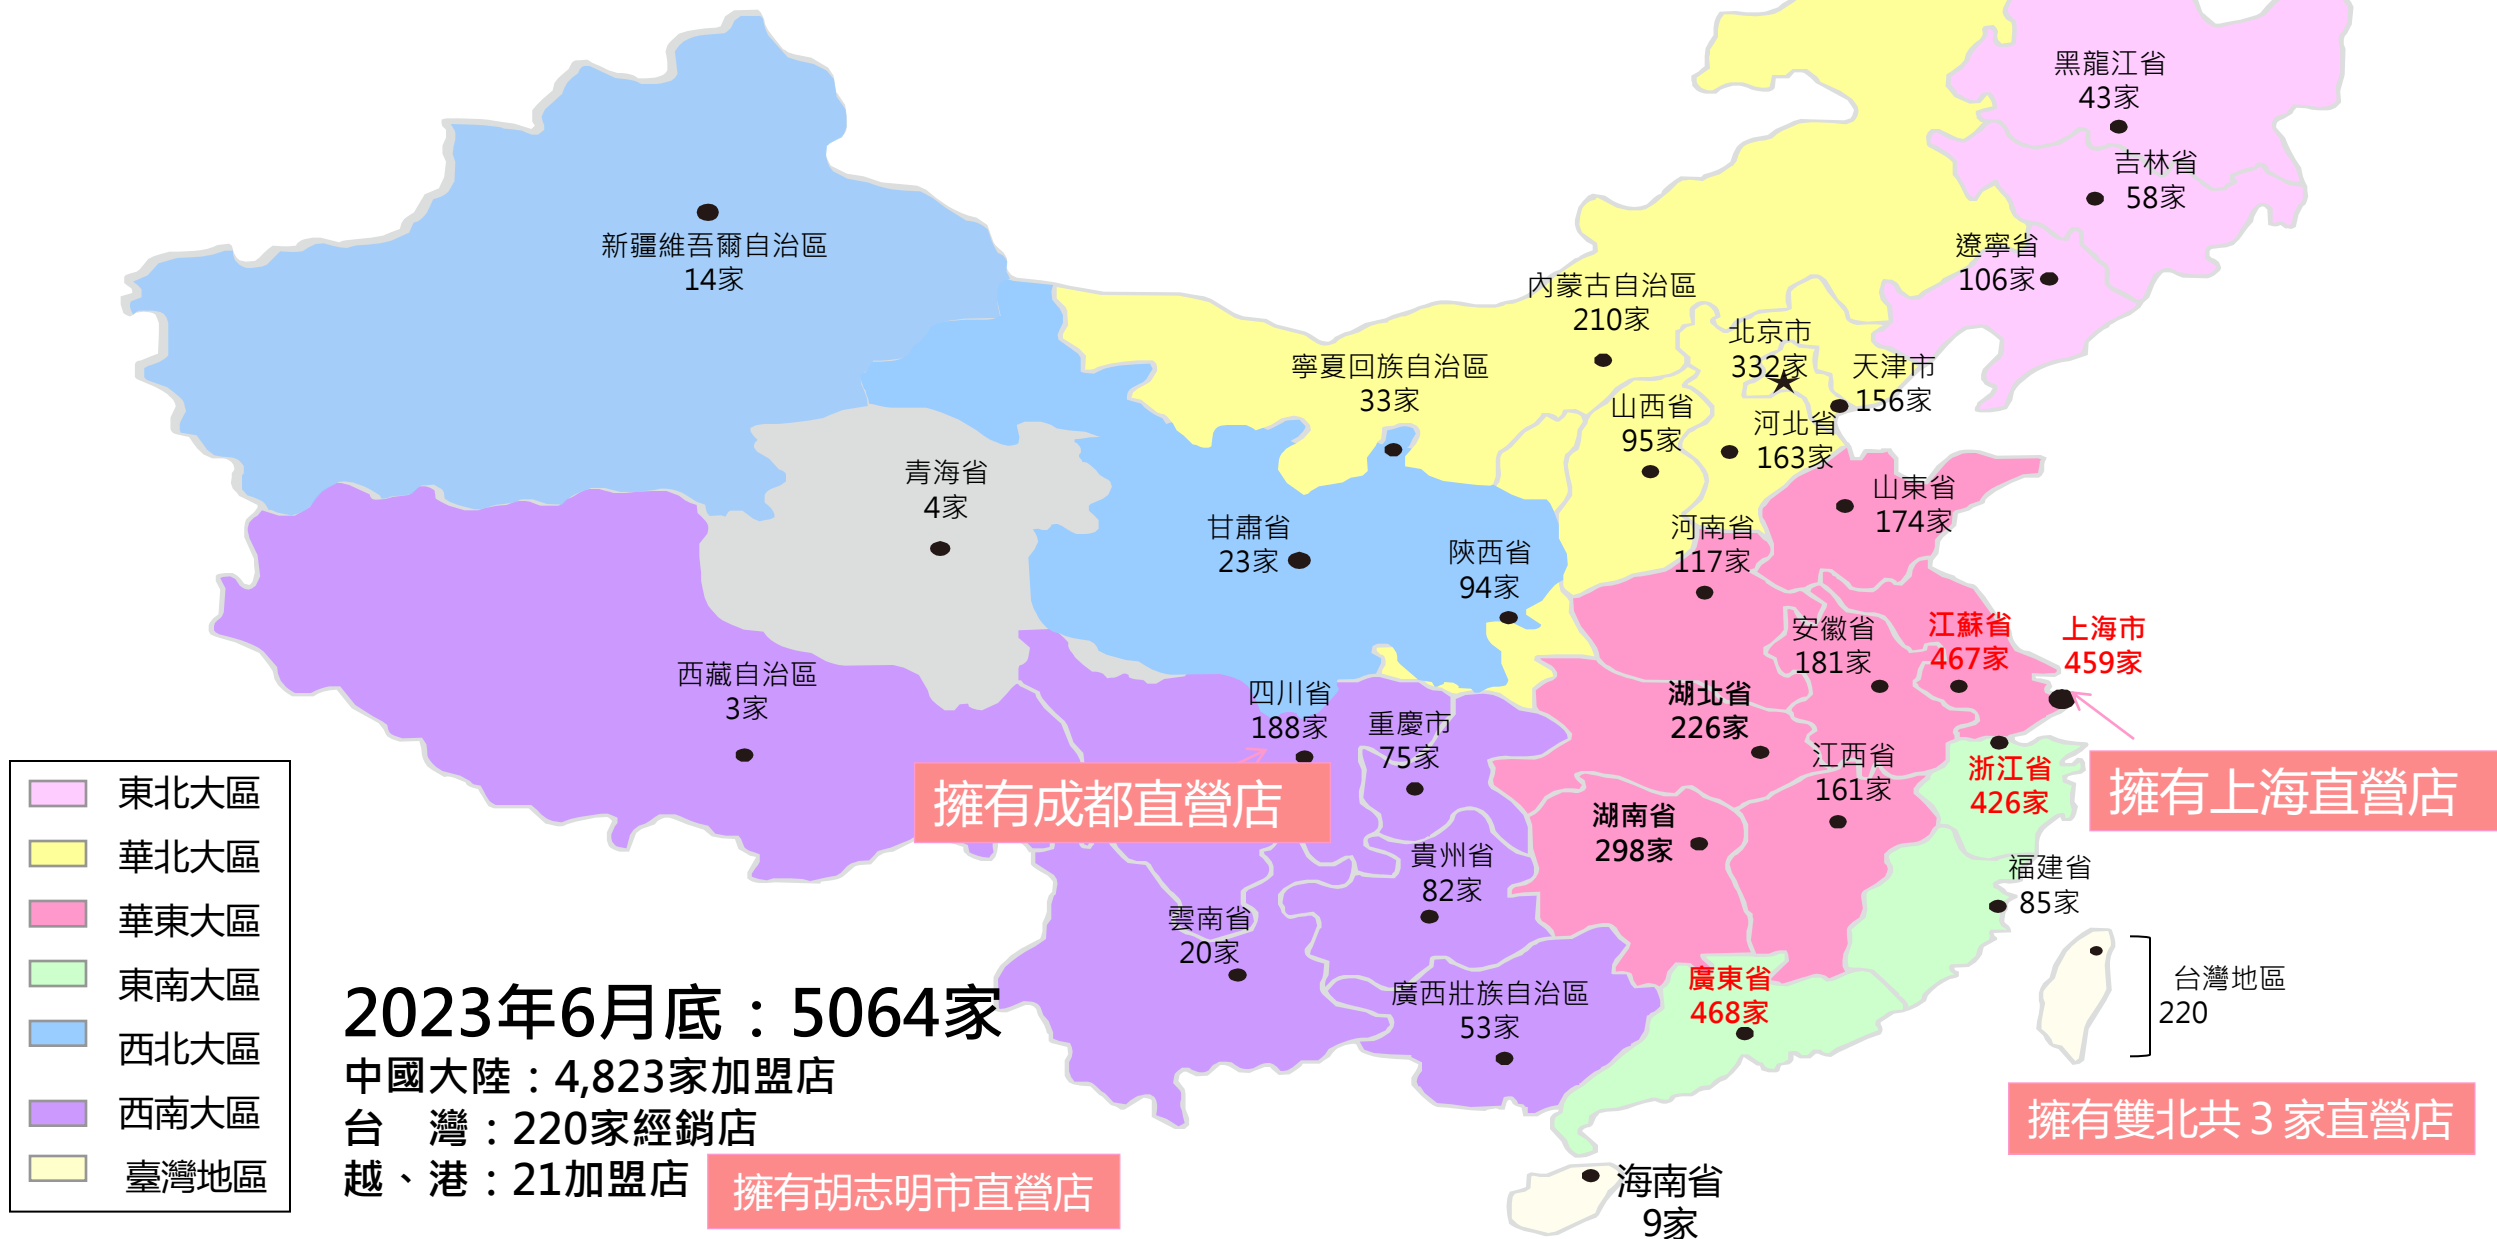 黑龍江省
43家
吉林省
58家
遼寧省
106家
新疆維吾爾自治區
14家
內蒙古自治區
210家
北京市
332家
天津市
156家
寧夏回族自治區
33家
山西省
95家
河北省
163家
青海省
4家
山東省
174家
甘肅省
23家
河南省
117家
陝西省
94家
安徽省
181家
江蘇省
467家
上海市
459家
西藏自治區
3家
四川省
188家
重慶市
75家
湖北省
226家
江西省
161家
浙江省
426家
擁有成都直營店
擁有上海直營店
湖南省
298家
貴州省
82家
福建省
85家
雲南省
20家
廣西壯族自治區
53家
廣東省
468家
台灣地區
220
擁有雙北共3家直營店
海南省
9家
東北大區
華北大區
華東大區
東南大區
西北大區
西南大區
臺灣地區
2023年6月底：5064家
中國大陸：4,823家加盟店
台　灣：220家經銷店
越、港：21加盟店
擁有胡志明市直營店